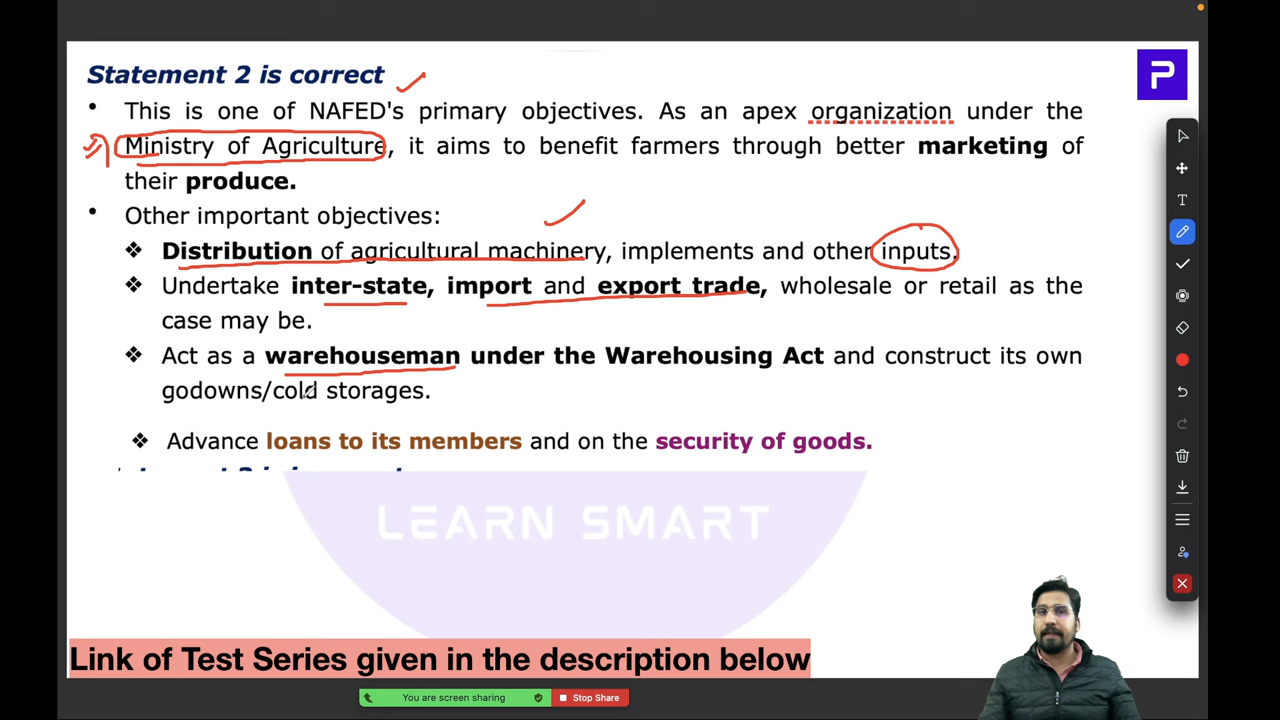 Statement 2 is correct
• This is one of NAFED's primary objectives. As an apex organization under the
Ministry of Agriculture, it aims to benefit farmers through better marketing of
their produce.
• Other important objectives:
❖ Distribution of agricultural machinery, implements and other inputs.
❖ Undertake inter-state, import and export trade, wholesale or retail as the
case may be.
❖ Act as a warehouseman under the Warehousing Act and construct its own
godowns/cold storages.
❖ Advance loans to its members and on the security of goods.
LEARN SMART
Link of Test Series given in the description below
You are screen sharing
Stop Share